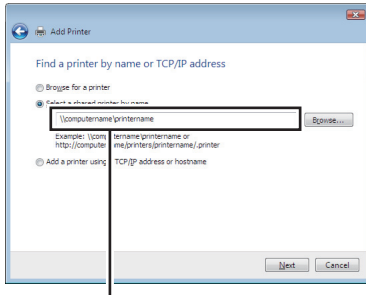 Add Printer
Find a printer by name or TCP/IP address
Browse for a printer
Select a shared printer by name
\\computername\printername
Browse...
Example: \\computername\printername or
http://computername/printers/printername/.printer
Add a printer using TCP/IP address or hostname
Next
Cancel